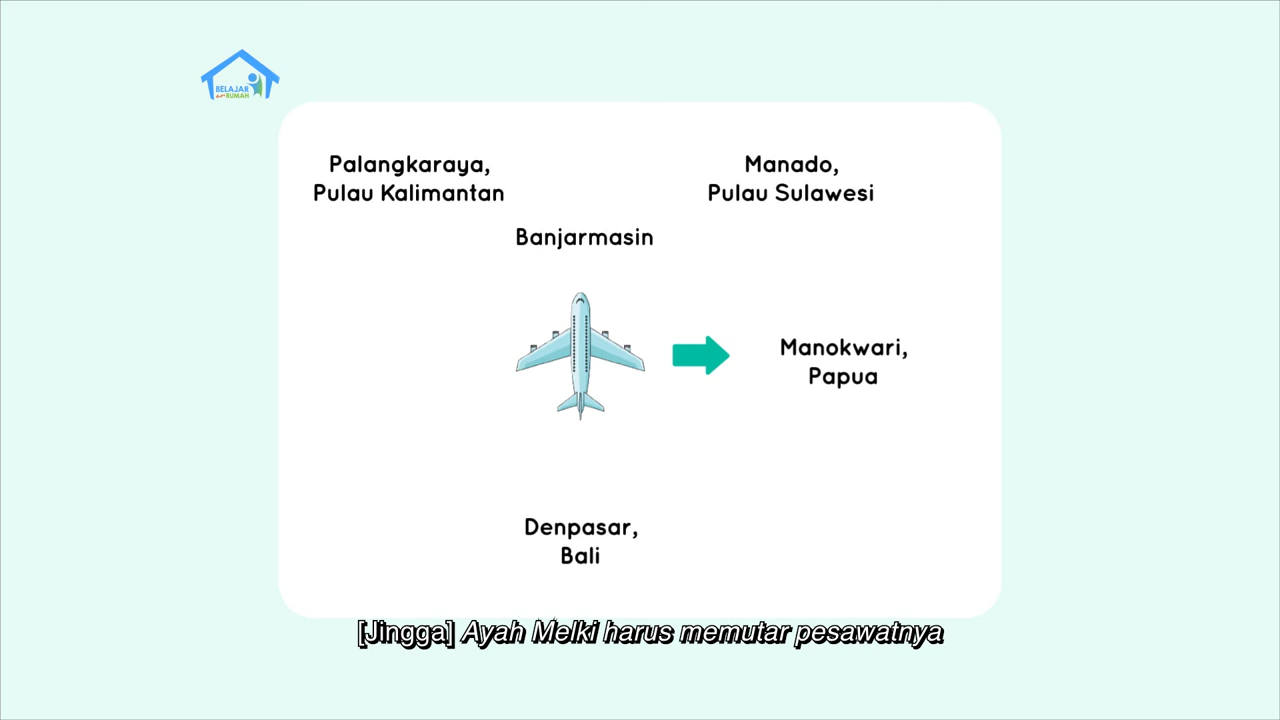 BELAJAR
dari RUMAH
Palangkaraya,
Pulau Kalimantan
Manado,
Pulau Sulawesi
Banjarmasin
Manokwari,
Papua
Denpasar,
Bali
[Jingga] Ayah Melki harus memutar pesawatnya